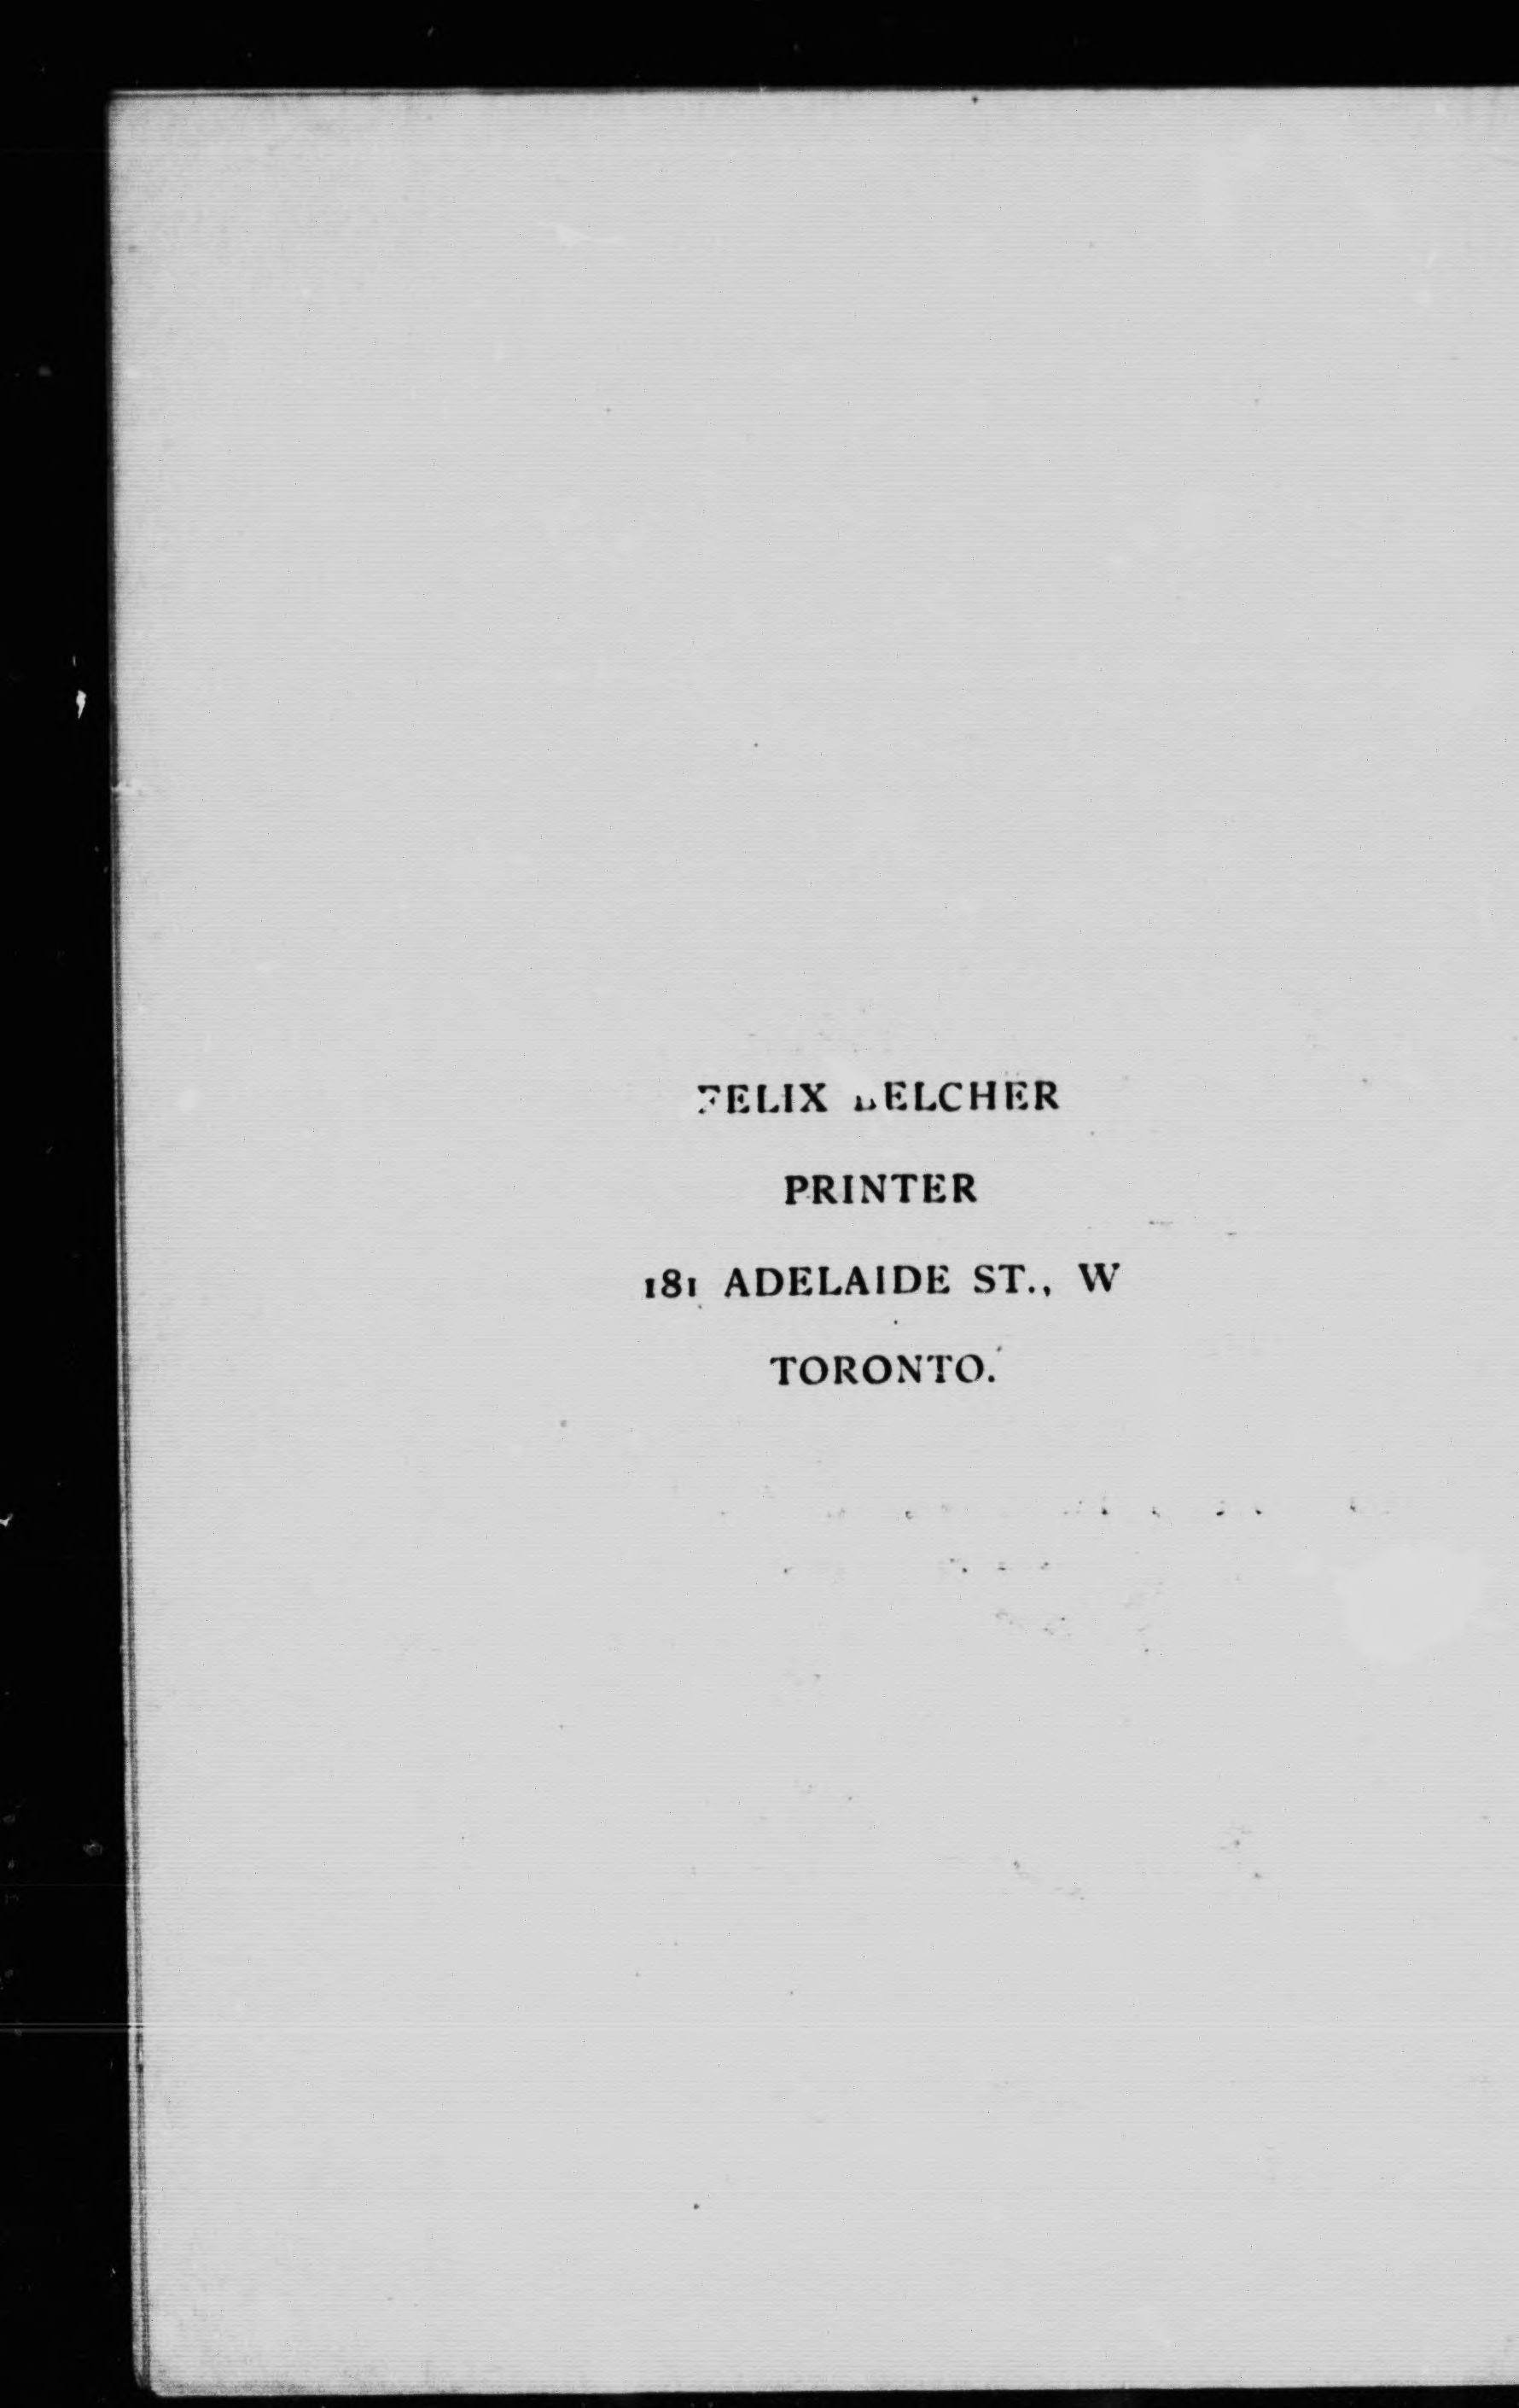 FELIX BELCHER
PRINTER
181 ADELAIDE ST., W
TORONTO.